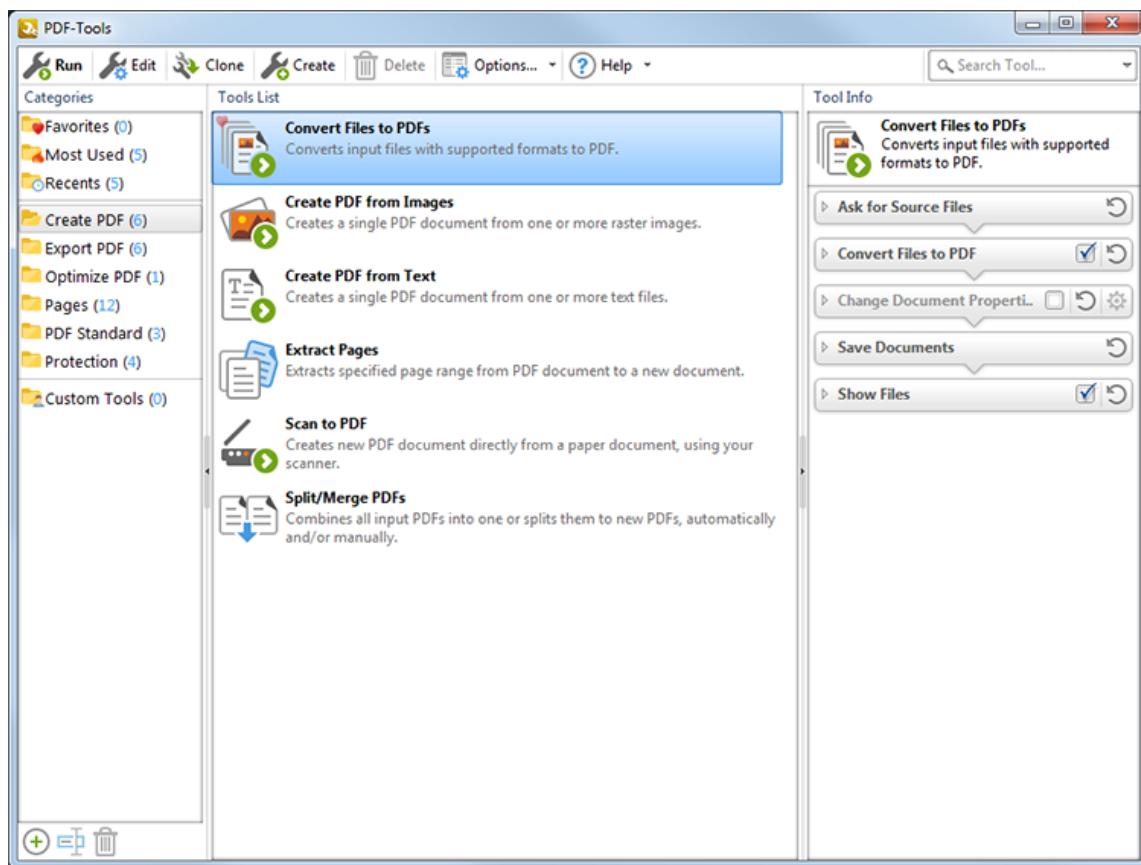 PDF-Tools
Run Edit Clone Create Delete Options... Help Search Tool...
Categories
Favorites (0)
Most Used (5)
Recents (5)
Create PDF (6)
Export PDF (6)
Optimize PDF (1)
Pages (12)
PDF Standard (3)
Protection (4)
Custom Tools (0)
Tools List
Convert Files to PDFs
Converts input files with supported formats to PDF.
Create PDF from Images
Creates a single PDF document from one or more raster images.
Create PDF from Text
Creates a single PDF document from one or more text files.
Extract Pages
Extracts specified page range from PDF document to a new document.
Scan to PDF
Creates new PDF document directly from a paper document, using your
scanner.
Split/Merge PDFs
Combines all input PDFs into one or splits them to new PDFs, automatically
and/or manually.
Tool Info
Convert Files to PDFs
Converts input files with supported
formats to PDF.
Ask for Source Files
Convert Files to PDF
Change Document Properti..
Save Documents
Show Files